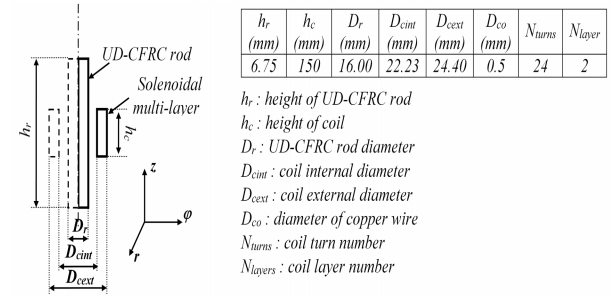 UD-CFRC rod
Solenoidal
multi-layer
h_r
h_c
z
φ
r
D_r
D_cint
D_cext
h_r (mm) h_c (mm) D_r (mm) D_cint (mm) D_cext (mm) D_co (mm) N_turns N_layer
6.75 150 16.00 22.23 24.40 0.5 24 2
h_r : height of UD-CFRC rod
h_c : height of coil
D_r : UD-CFRC rod diameter
D_cint : coil internal diameter
D_cext : coil external diameter
D_co : diameter of copper wire
N_turns : coil turn number
N_layers : coil layer number